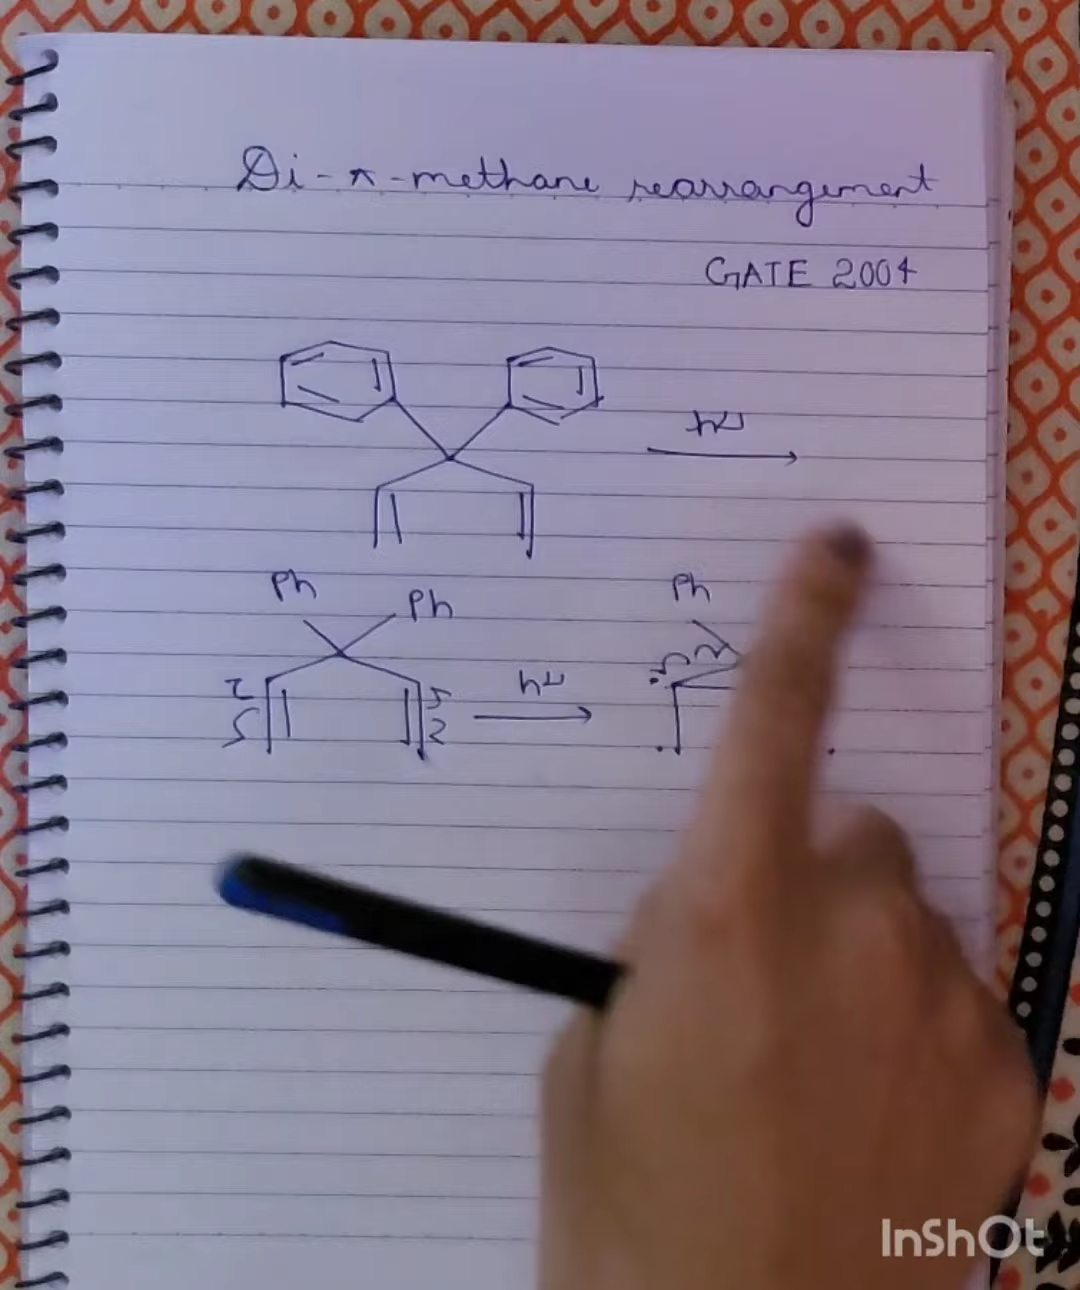 Di-π-methane rearrangement
GATE 2004
hν
Ph
Ph
Ph
hν
InShOt